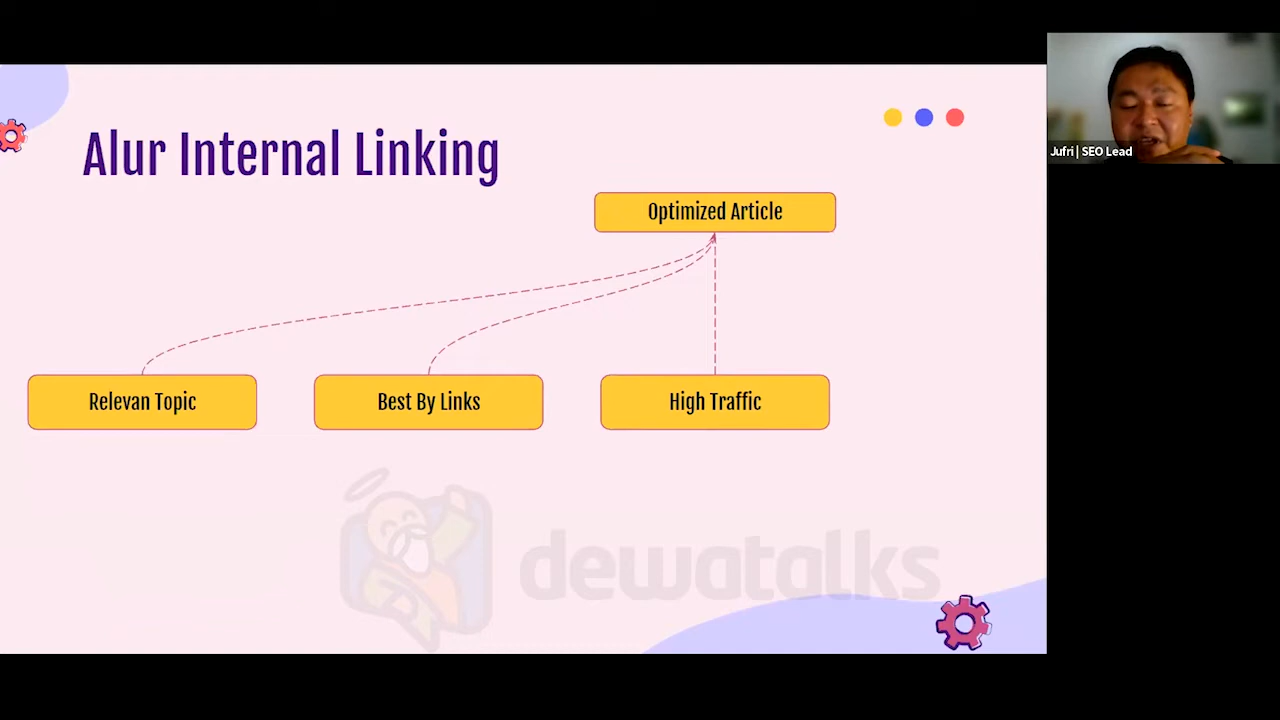 Alur Internal Linking
Optimized Article
Relevan Topic
Best By Links
High Traffic
dewatalks
Jufri | SEO Lead